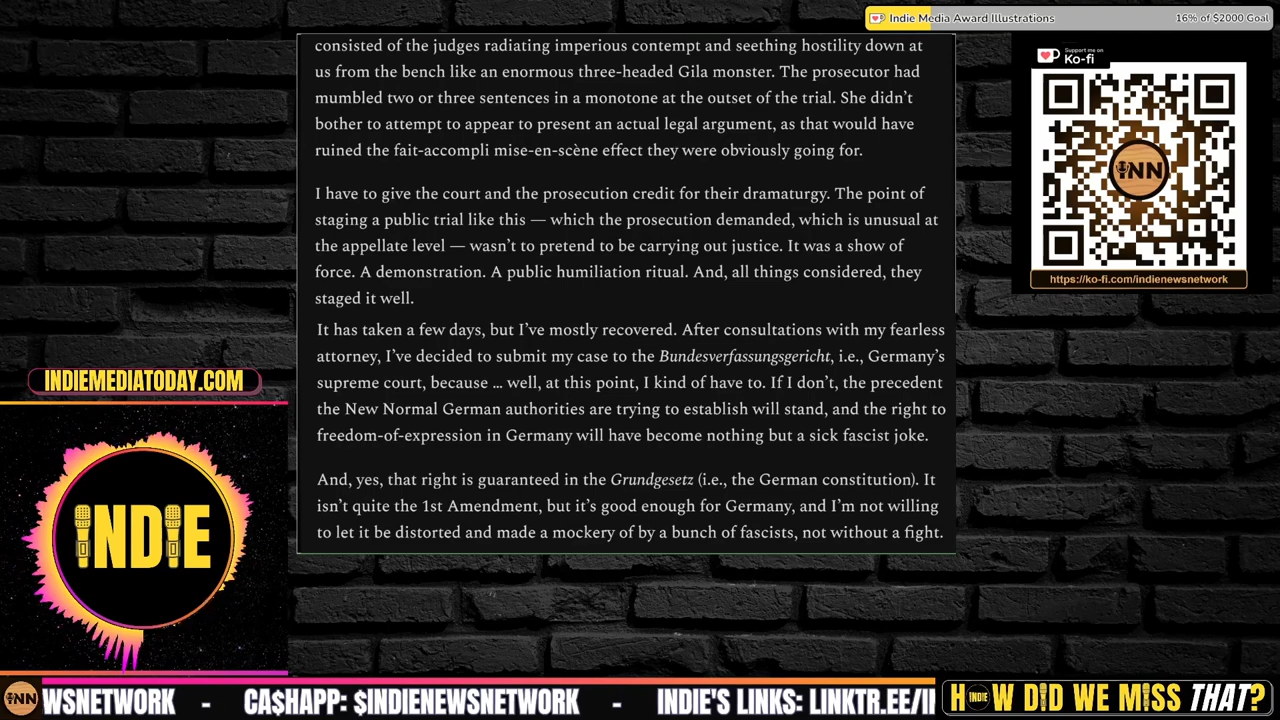 Indie Media Award Illustrations
16% of $2000 Goal
consisted of the judges radiating imperious contempt and seething hostility down at
us from the bench like an enormous three-headed Gila monster. The prosecutor had
mumbled two or three sentences in a monotone at the outset of the trial. She didn’t
bother to attempt to appear to present an actual legal argument, as that would have
ruined the fait-accompli mise-en-scène effect they were obviously going for.
I have to give the court and the prosecution credit for their dramaturgy. The point of
staging a public trial like this — which the prosecution demanded, which is unusual at
the appellate level — wasn’t to pretend to be carrying out justice. It was a show of
force. A demonstration. A public humiliation ritual. And, all things considered, they
staged it well.
It has taken a few days, but I’ve mostly recovered. After consultations with my fearless
attorney, I’ve decided to submit my case to the Bundesverfassungsgericht, i.e., Germany’s
supreme court, because ... well, at this point, I kind of have to. If I don’t, the precedent
the New Normal German authorities are trying to establish will stand, and the right to
freedom-of-expression in Germany will have become nothing but a sick fascist joke.
And, yes, that right is guaranteed in the Grundgesetz (i.e., the German constitution). It
isn’t quite the 1st Amendment, but it’s good enough for Germany, and I’m not willing
to let it be distorted and made a mockery of by a bunch of fascists, not without a fight.
Support me on
Ko-fi
iNN
https://ko-fi.com/indienewsnetwork
INDIEMEDIATODAY.COM
INDIE
iNN
WSNETWORK - CA$HAPP: $INDIENEWSNETWORK - INDIE'S LINKS: LINKTR.EE/I
HOW DID WE MISS THAT?
INDIE